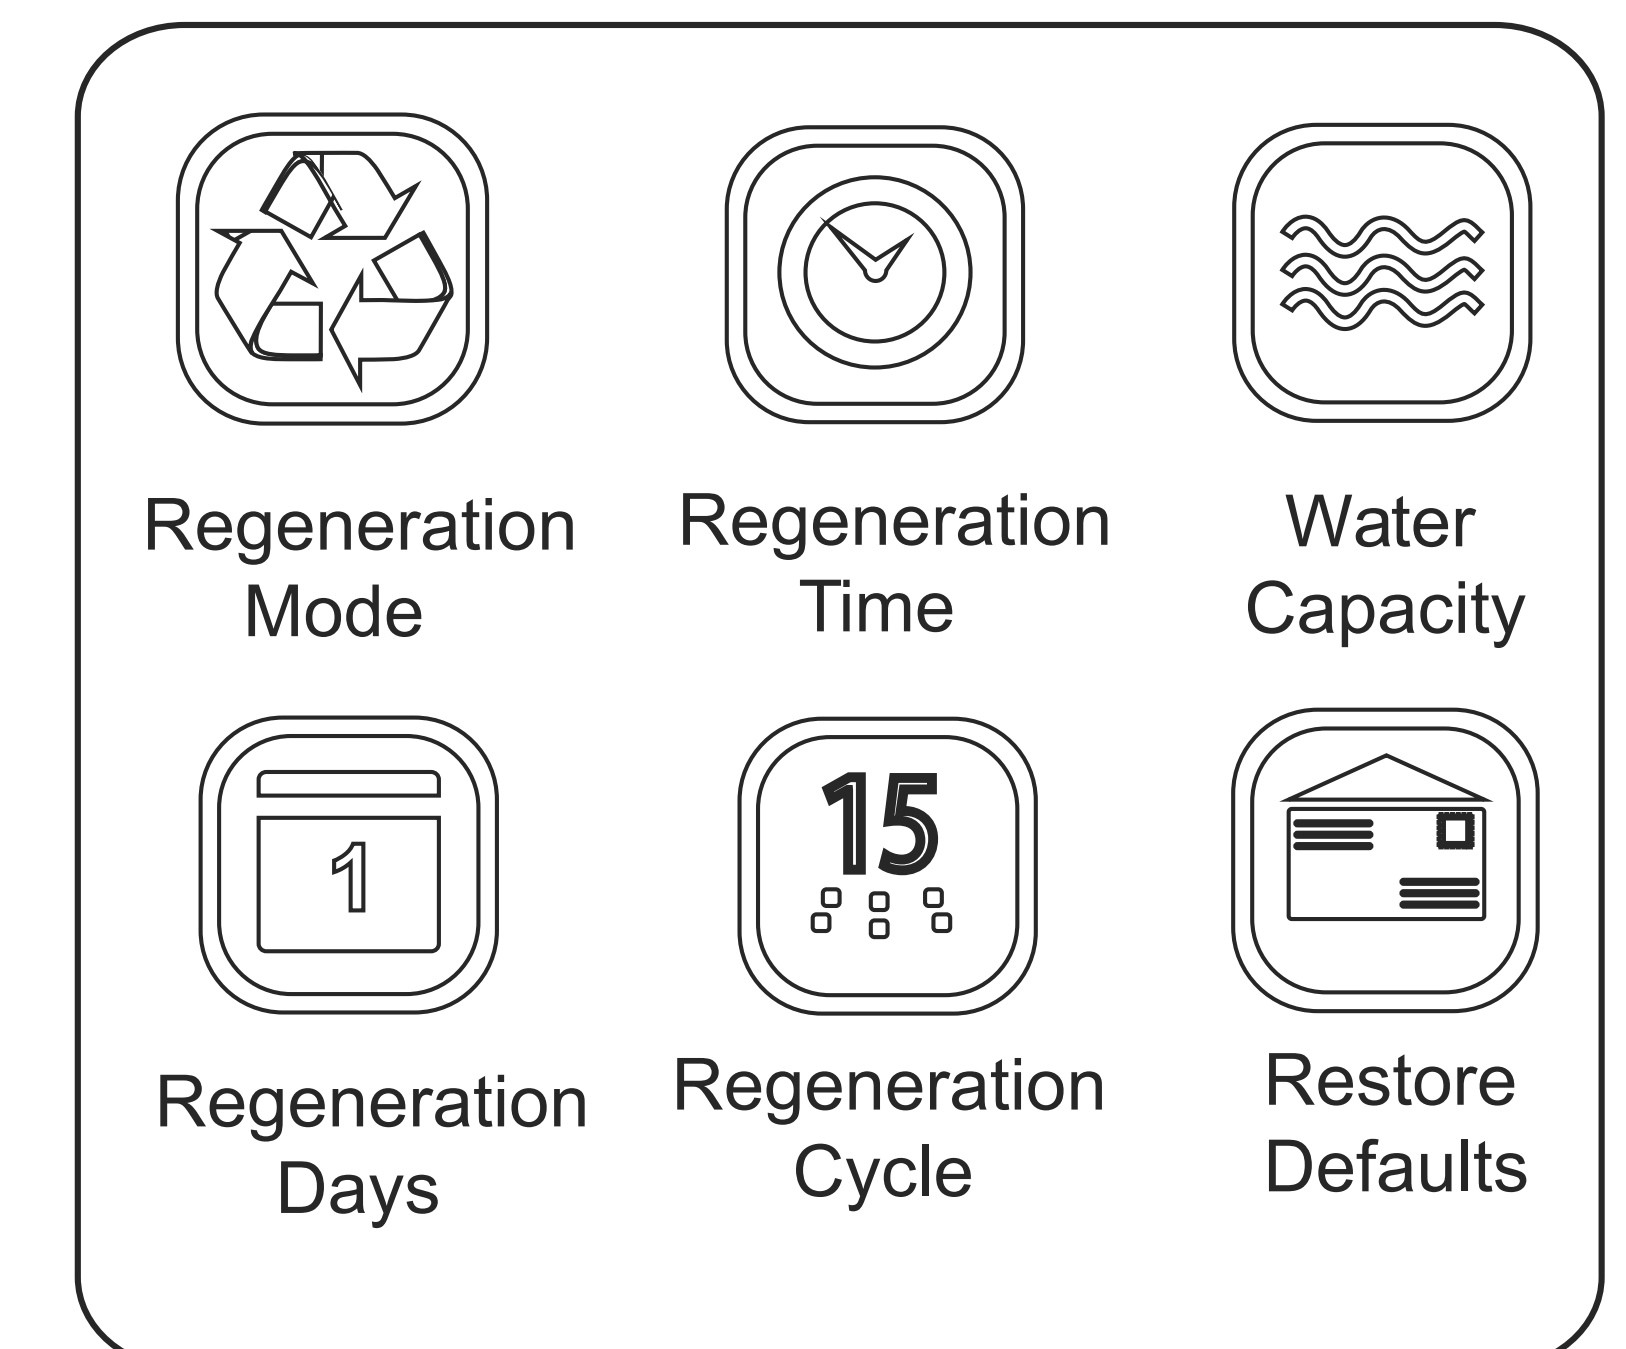 Regeneration
Mode
Regeneration
Time
Water
Capacity
1
Regeneration
Days
15
Regeneration
Cycle
Restore
Defaults